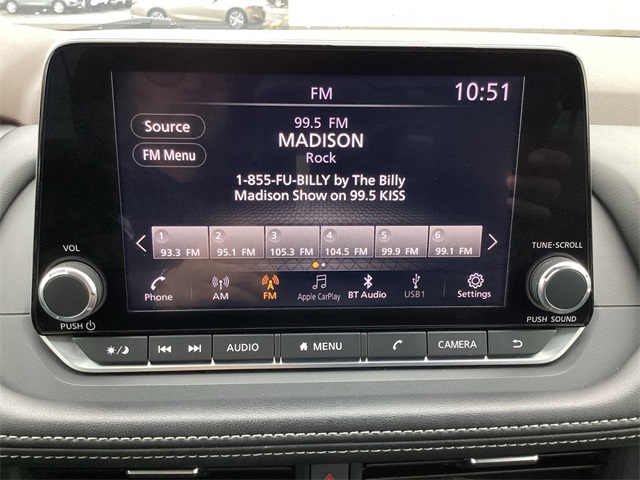 FM
10:51
Source
FM Menu
99.5 FM
MADISON
Rock
1-855-FU-BILLY by The Billy
Madison Show on 99.5 KISS
1 2 3 4 5 6
93.3 FM 95.1 FM 105.3 FM 104.5 FM 99.9 FM 99.1 FM
Phone AM FM Apple CarPlay BT Audio USB1 Settings
VOL
PUSH
TUNE·SCROLL
PUSH SOUND
AUDIO MENU CAMERA